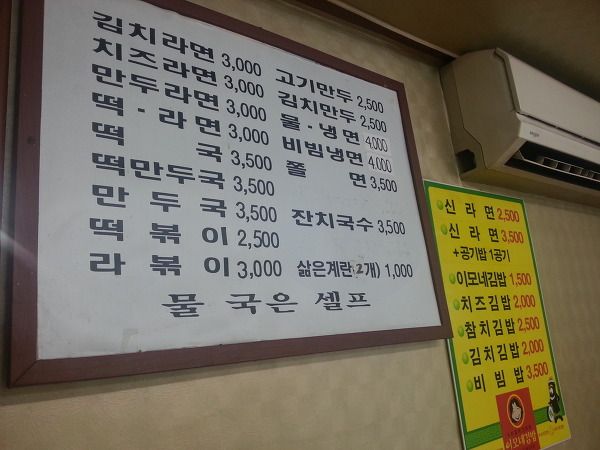 김치라면 3,000
치즈라면 3,000
만두라면 3,000
떡·라면 3,000
떡국 3,500
떡만두국 3,500
만두국 3,500
떡볶이 2,500
라볶이 3,000
고기만두 2,500
김치만두 2,500
물·냉면 4,000
비빔냉면 4,000
쫄면 3,500
잔치국수 3,500
삶은계란(2개) 1,000
물 국은 셀프
신라면 2,500
신라면 3,500
+공기밥 1공기
이모네김밥 1,500
치즈김밥 2,000
참치김밥 2,500
김치김밥 2,000
비빔밥 3,500
이모네김밥